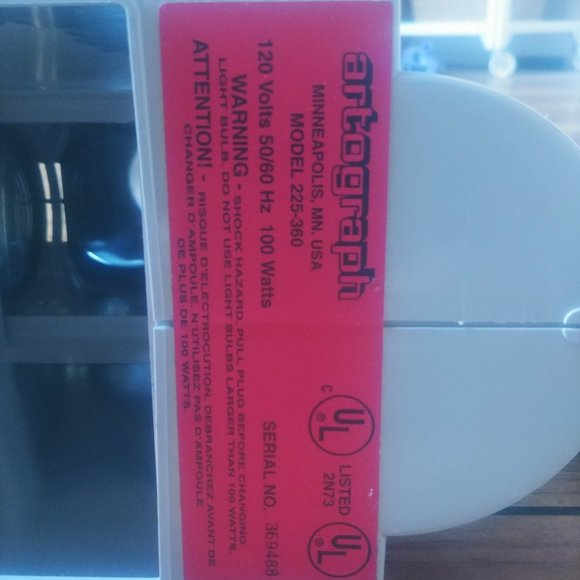 artograph
MINNEAPOLIS, MN. USA
MODEL 225-360
120 Volts 50/60 Hz 100 Watts
WARNING - SHOCK HAZARD. PULL PLUG BEFORE CHANGING
LIGHT BULB. DO NOT USE LIGHT BULBS LARGER THAN 100 WATTS.
ATTENTION! - RISQUE D'ELECTROCUTION. DEBRANCHEZ AVANT DE
CHANGER D'AMPOULE. N'UTILISEZ PAS D'AMPOULE
DE PLUS DE 100 WATTS.
C UL ®
LISTED
2N73
UL ®
SERIAL NO. 369488